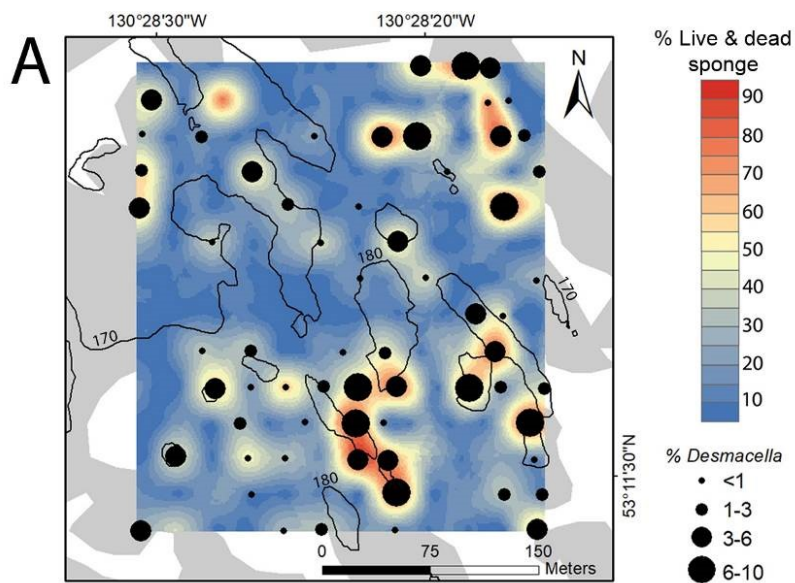 130°28'30"W
130°28'20"W
A
N
% Live & dead
sponge
90
80
70
60
50
40
30
20
10
180
170
170
180
53°11'30"N
% Desmacella
<1
1-3
3-6
6-10
0
75
150
Meters